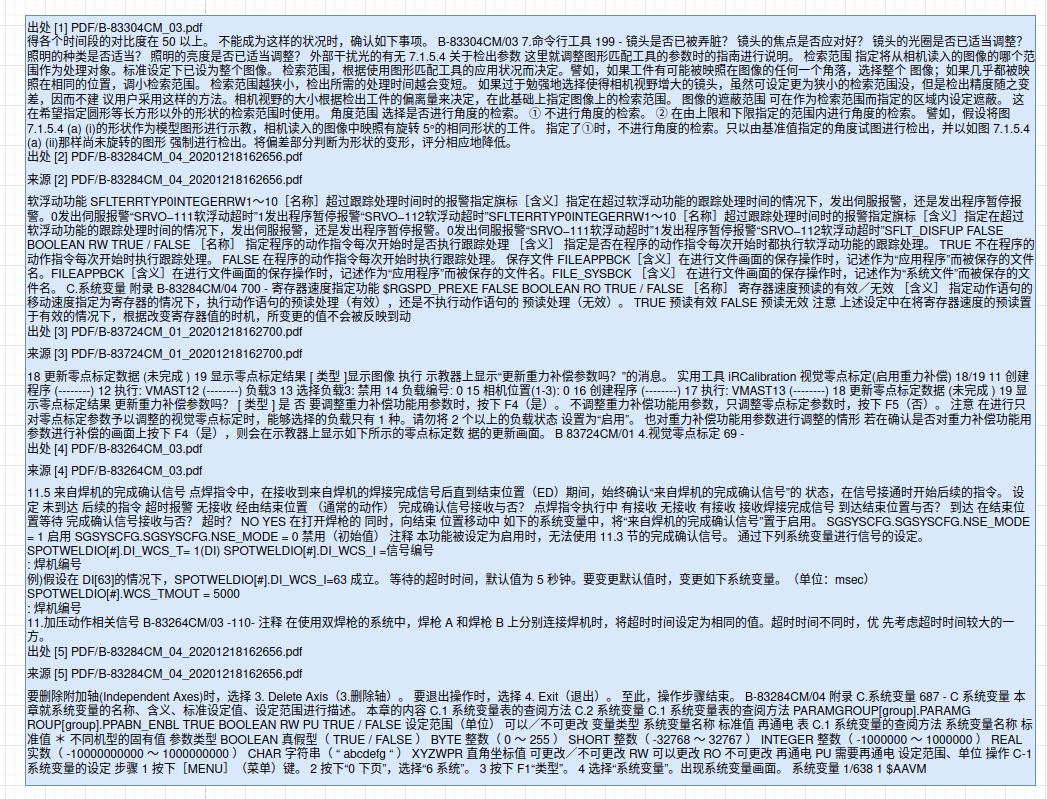 出处 [1] PDF/B-83304CM_03.pdf
得各个时间段的对比度在 50 以上。 不能成为这样的状况时，确认如下事项。 B-83304CM/03 7.命令行工具 199 - 镜头是否已被弄脏？ 镜头的焦点是否应对好？ 镜头的光圈是否已适当调整？
照明的种类是否适当？ 照明的亮度是否已适当调整？ 外部干扰光的有无 7.1.5.4 关于检出参数 这里就调整图形匹配工具的参数时的指南进行说明。 检索范围 指定将从相机读入的图像的哪个范
围作为处理对象。标准设定下已设为整个图像。 检索范围，根据使用图形匹配工具的应用状况而决定。譬如，如果工件有可能被映照在图像的任何一个角落，选择整个 图像；如果几乎都被映
照在相同的位置，调小检索范围。 检索范围越狭小，检出所需的处理时间越会变短。 如果过于勉强地选择使得相机视野增大的镜头，虽然可设定更为狭小的检索范围没，但是检出精度随之变
差，因而不建 议用户采用这样的方法。相机视野的大小根据检出工件的偏离量来决定，在此基础上指定图像上的检索范围。 图像的遮蔽范围 可在作为检索范围而指定的区域内设定遮蔽。 这
在希望指定圆形等长方形以外的形状的检索范围时使用。 角度范围 选择是否进行角度的检索。 ① 不进行角度的检索。 ② 在由上限和下限指定的范围内进行角度的检索。 譬如，假设将图
7.1.5.4 (a) (i)的形状作为模型图形进行示教，相机读入的图像中映照有旋转 5º的相同形状的工件。 指定了①时，不进行角度的检索。只以由基准值指定的角度试图进行检出，并以如图 7.1.5.4
(a) (ii)那样尚未旋转的图形 强制进行检出。将偏差部分判断为形状的变形，评分相应地降低。
出处 [2] PDF/B-83284CM_04_20201218162656.pdf
来源 [2] PDF/B-83284CM_04_20201218162656.pdf
软浮动功能 SFLTERRTYP0INTEGERRW1～10［名称］超过跟踪处理时间时的报警指定旗标［含义］指定在超过软浮动功能的跟踪处理时间的情况下，发出伺服报警，还是发出程序暂停报
警。0发出伺服报警“SRVO–111软浮动超时”1发出程序暂停报警“SRVO–112软浮动超时”SFLTERRTYP0INTEGERRW1～10［名称］超过跟踪处理时间时的报警指定旗标［含义］指定在超过
软浮动功能的跟踪处理时间的情况下，发出伺服报警，还是发出程序暂停报警。0发出伺服报警“SRVO–111软浮动超时”1发出程序暂停报警“SRVO–112软浮动超时”SFLT_DISFUP FALSE
BOOLEAN RW TRUE / FALSE ［名称］ 指定程序的动作指令每次开始时是否执行跟踪处理 ［含义］ 指定是否在程序的动作指令每次开始时都执行软浮动功能的跟踪处理。 TRUE 不在程序的
动作指令每次开始时执行跟踪处理。 FALSE 在程序的动作指令每次开始时执行跟踪处理。 保存文件 FILEAPPBCK［含义］在进行文件画面的保存操作时，记述作为“应用程序”而被保存的文件
名。FILEAPPBCK［含义］在进行文件画面的保存操作时，记述作为“应用程序”而被保存的文件名。FILE_SYSBCK ［含义］ 在进行文件画面的保存操作时，记述作为“系统文件”而被保存的文
件名。 C.系统变量 附录 B-83284CM/04 700 - 寄存器速度指定功能 $RGSPD_PREXE FALSE BOOLEAN RO TRUE / FALSE ［名称］ 寄存器速度预读的有效／无效 ［含义］ 指定动作语句的
移动速度指定为寄存器的情况下，执行动作语句的预读处理（有效），还是不执行动作语句的 预读处理（无效）。 TRUE 预读有效 FALSE 预读无效 注意 上述设定中在将寄存器速度的预读置
于有效的情况下，根据改变寄存器值的时机，所变更的值不会被反映到动
出处 [3] PDF/B-83724CM_01_20201218162700.pdf
来源 [3] PDF/B-83724CM_01_20201218162700.pdf
18 更新零点标定数据 (未完成 ) 19 显示零点标定结果 [ 类型 ]显示图像 执行 示教器上显示“更新重力补偿参数吗？”的消息。 实用工具 iRCalibration 视觉零点标定(启用重力补偿) 18/19 11 创建
程序 (--------) 12 执行: VMAST12 (--------) 负载3 13 选择负载3: 禁用 14 负载编号: 0 15 相机位置(1-3): 0 16 创建程序 (--------) 17 执行: VMAST13 (--------) 18 更新零点标定数据 (未完成 ) 19 显
示零点标定结果 更新重力补偿参数吗？ [ 类型 ] 是 否 要调整重力补偿功能用参数时，按下 F4（是）。 不调整重力补偿功能用参数，只调整零点标定参数时，按下 F5（否）。 注意 在进行只
对零点标定参数予以调整的视觉零点标定时，能够选择的负载只有 1 种。请勿将 2 个以上的负载状态 设置为“启用”。 也对重力补偿功能用参数进行调整的情形 若在确认是否对重力补偿功能用
参数进行补偿的画面上按下 F4（是），则会在示教器上显示如下所示的零点标定数 据的更新画面。 B 83724CM/01 4.视觉零点标定 69 -
出处 [4] PDF/B-83264CM_03.pdf
来源 [4] PDF/B-83264CM_03.pdf
11.5 来自焊机的完成确认信号 点焊指令中，在接收到来自焊机的焊接完成信号后直到结束位置（ED）期间，始终确认“来自焊机的完成确认信号”的 状态，在信号接通时开始后续的指令。 设
定 未到达 后续的指令 超时报警 无接收 经由结束位置 （通常的动作） 完成确认信号接收与否？ 点焊指令执行中 有接收 无接收 有接收 接收焊接完成信号 到达结束位置与否？ 到达 在结束位
置等待 完成确认信号接收与否？ 超时？ NO YES 在打开焊枪的 同时，向结束 位置移动中 如下的系统变量中，将“来自焊机的完成确认信号”置于启用。 SGSYSCFG.SGSYSCFG.NSE_MODE
= 1 启用 SGSYSCFG.SGSYSCFG.NSE_MODE = 0 禁用（初始值） 注释 本功能被设定为启用时，无法使用 11.3 节的完成确认信号。 通过下列系统变量进行信号的设定。
SPOTWELDIO[#].DI_WCS_T= 1(DI) SPOTWELDIO[#].DI_WCS_I =信号编号
: 焊机编号
例)假设在 DI[63]的情况下，SPOTWELDIO[#].DI_WCS_I=63 成立。 等待的超时时间，默认值为 5 秒钟。要变更默认值时，变更如下系统变量。（单位：msec）
SPOTWELDIO[#].WCS_TMOUT = 5000
: 焊机编号
11.加压动作相关信号 B-83264CM/03 -110- 注释 在使用双焊枪的系统中，焊枪 A 和焊枪 B 上分别连接焊机时，将超时时间设定为相同的值。超时时间不同时，优 先考虑超时时间较大的一
方。
出处 [5] PDF/B-83284CM_04_20201218162656.pdf
来源 [5] PDF/B-83284CM_04_20201218162656.pdf
要删除附加轴(Independent Axes)时，选择 3. Delete Axis（3.删除轴）。 要退出操作时，选择 4. Exit（退出）。 至此，操作步骤结束。 B-83284CM/04 附录 C.系统变量 687 - C 系统变量 本
章就系统变量的名称、含义、标准设定值、设定范围进行描述。 本章的内容 C.1 系统变量表的查阅方法 C.2 系统变量 C.1 系统变量表的查阅方法 PARAMGROUP[group].PARAMG
ROUP[group].PPABN_ENBL TRUE BOOLEAN RW PU TRUE / FALSE 设定范围（单位） 可以／不可更改 变量类型 系统变量名称 标准值 再通电 表 C.1 系统变量的查阅方法 系统变量名称 标
准值 ＊ 不同机型的固有值 参数类型 BOOLEAN 真假型（ TRUE / FALSE ） BYTE 整数（ 0 ～ 255 ） SHORT 整数（ -32768 ～ 32767 ） INTEGER 整数（ -1000000 ～ 1000000 ） REAL
实数（ -10000000000 ～ 1000000000 ） CHAR 字符串（ “ abcdefg ” ） XYZWPR 直角坐标值 可更改／不可更改 RW 可以更改 RO 不可更改 再通电 PU 需要再通电 设定范围、单位 操作 C-1
系统变量的设定 步骤 1 按下［MENU］（菜单）键。 2 按下“0 下页”，选择“6 系统”。 3 按下 F1“类型”。 4 选择“系统变量”。出现系统变量画面。 系统变量 1/638 1 $AAVM